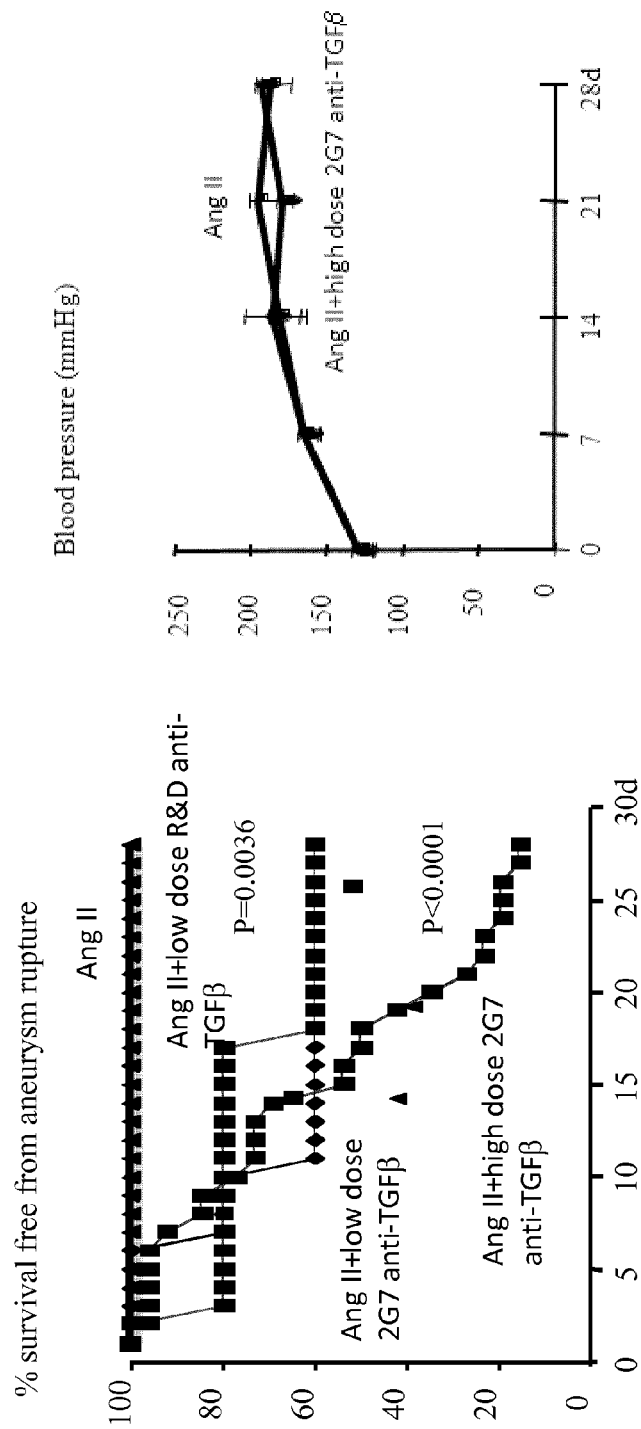 % survival free from aneurysm rupture
100
80
60
40
20
0
0
5
10
15
20
25
30d
Ang II
Ang II+low dose R&D anti-
TGFβ
P=0.0036
P<0.0001
Ang II+low dose
2G7 anti-TGFβ
Ang II+high dose 2G7
anti-TGFβ
Blood pressure (mmHg)
250
200
150
100
50
0
0
7
14
21
28d
Ang II
Ang II+high dose 2G7 anti-TGFβ